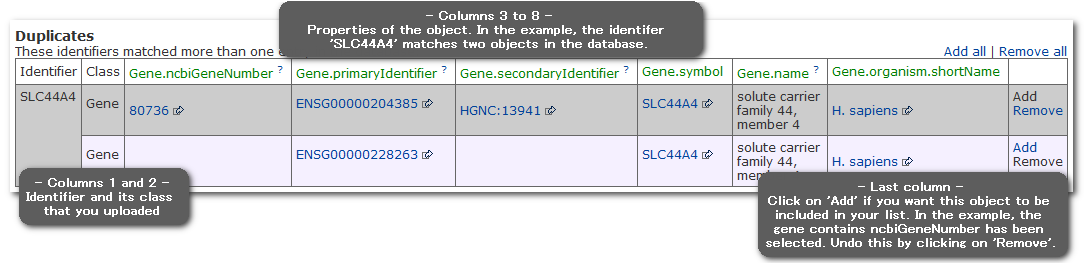 – Columns 3 to 8 –
Properties of the object. In the example, the identifer
'SLC44A4' matches two objects in the database.
Duplicates
These identifiers matched more than one
Add all | Remove all
Identifier Class Gene.ncbiGeneNumber ? Gene.primaryIdentifier ? Gene.secondaryIdentifier ? Gene.symbol Gene.name ? Gene.organism.shortName
SLC44A4 Gene 80736 ENSG00000204385 HGNC:13941 SLC44A4 solute carrier H. sapiens Add
family 44, Remove
member 4
Gene ENSG00000228263 SLC44A4 solute carrier H. sapiens Add
family 44, Remove
– Columns 1 and 2 –
Identifier and its class
that you uploaded
– Last column –
Click on 'Add' if you want this object to be
included in your list. In the example, the
gene contains ncbiGeneNumber has been
selected. Undo this by clicking on 'Remove'.